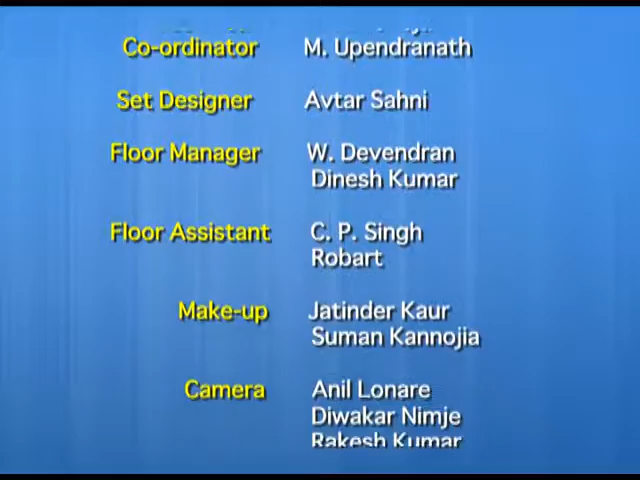 Co-ordinator M. Upendranath
Set Designer Avtar Sahni
Floor Manager W. Devendran
Dinesh Kumar
Floor Assistant C. P. Singh
Robart
Make-up Jatinder Kaur
Suman Kannojia
Camera Anil Lonare
Diwakar Nimje
Rakesh Kumar